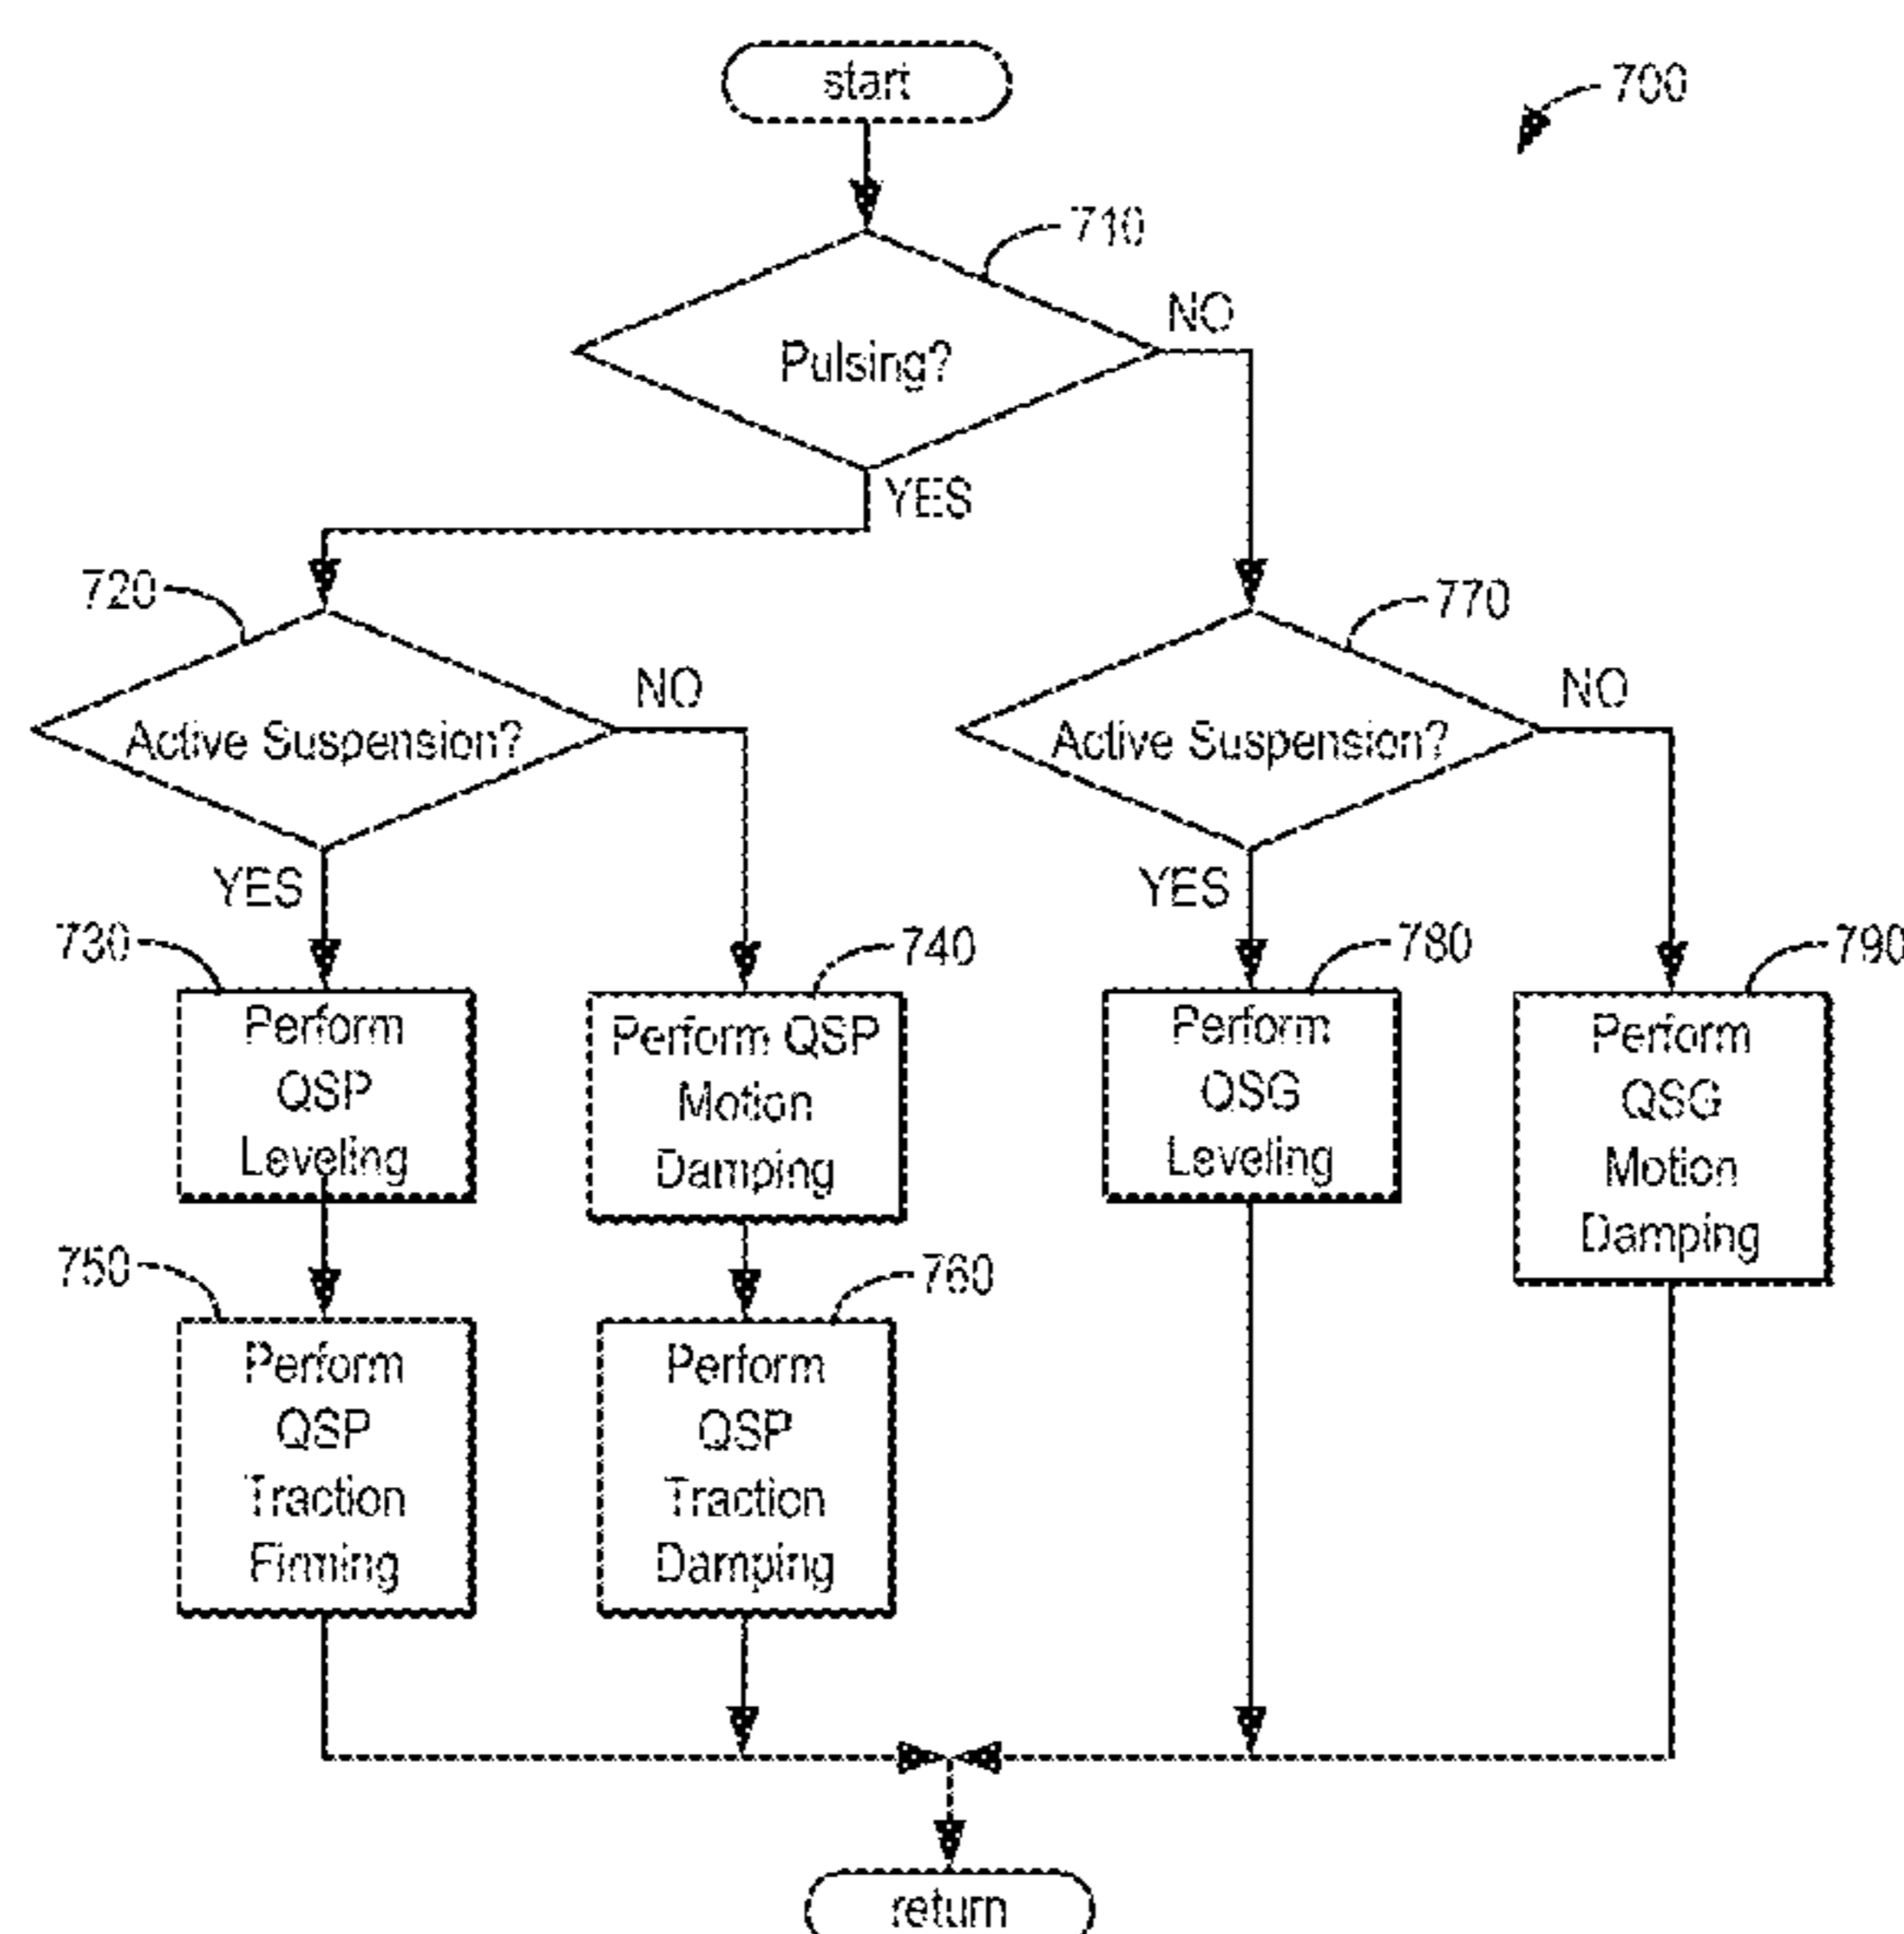 start
700
710
NO
Pulsing?
YES
720
770
NO
NO
Active Suspension?
Active Suspension?
YES
YES
730
740
780
790
Perform
QSP
Leveling
Perform QSP
Motion
Damping
Perform
QSG
Leveling
Perform
QSG
Motion
Damping
750
760
Perform
QSP
Traction
Firming
Perform
QSP
Traction
Damping
return